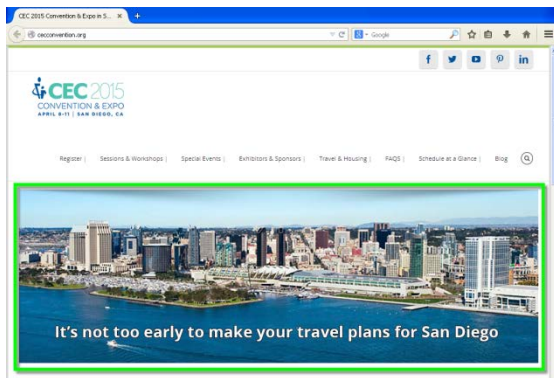 CEC 2015 Convention & Expo in S...
cecconvention.org
Google
CEC 2015
CONVENTION & EXPO
APRIL 8-11 | SAN DIEGO, CA
Register | Sessions & Workshops | Special Events | Exhibitors & Sponsors | Travel & Housing | FAQS | Schedule at a Glance | Blog
It's not too early to make your travel plans for San Diego